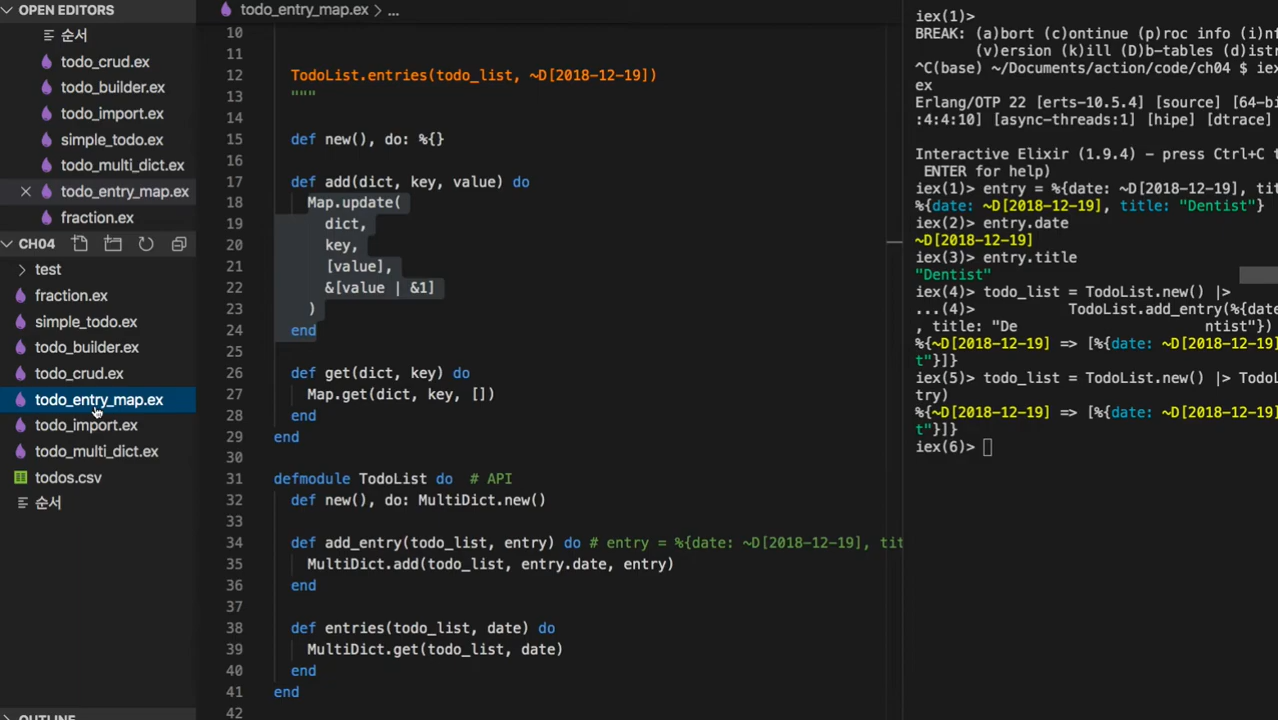 OPEN EDITORS
순서
todo_crud.ex
todo_builder.ex
todo_import.ex
simple_todo.ex
todo_multi_dict.ex
todo_entry_map.ex
fraction.ex
CH04
test
fraction.ex
simple_todo.ex
todo_builder.ex
todo_crud.ex
todo_entry_map.ex
todo_import.ex
todo_multi_dict.ex
todos.csv
순서
OUTLINE
todo_entry_map.ex > ...
10
11
12 TodoList.entries(todo_list, ~D[2018-12-19])
13 """
14
15 def new(), do: %{}
16
17 def add(dict, key, value) do
18 Map.update(
19 dict,
20 key,
21 [value],
22 &[value | &1]
23 )
24 end
25
26 def get(dict, key) do
27 Map.get(dict, key, [])
28 end
29 end
30
31 defmodule TodoList do # API
32 def new(), do: MultiDict.new()
33
34 def add_entry(todo_list, entry) do # entry = %{date: ~D[2018-12-19], tit
35 MultiDict.add(todo_list, entry.date, entry)
36 end
37
38 def entries(todo_list, date) do
39 MultiDict.get(todo_list, date)
40 end
41 end
42
iex(1)>
BREAK: (a)bort (c)ontinue (p)roc info (i)nf
(v)ersion (k)ill (D)b-tables (d)istr
^C(base) ~/Documents/action/code/ch04 $ iex
ex
Erlang/OTP 22 [erts-10.5.4] [source] [64-bi
:4:4:10] [async-threads:1] [hipe] [dtrace]
Interactive Elixir (1.9.4) - press Ctrl+C t
ENTER for help)
iex(1)> entry = %{date: ~D[2018-12-19], tit
%{date: ~D[2018-12-19], title: "Dentist"}
iex(2)> entry.date
~D[2018-12-19]
iex(3)> entry.title
"Dentist"
iex(4)> todo_list = TodoList.new() |>
...(4)> TodoList.add_entry(%{date
, title: "De ntist"})
%{~D[2018-12-19] => [%{date: ~D[2018-12-19]
t"}]}
iex(5)> todo_list = TodoList.new() |> TodoL
try)
%{~D[2018-12-19] => [%{date: ~D[2018-12-19]
t"}]}
iex(6)>